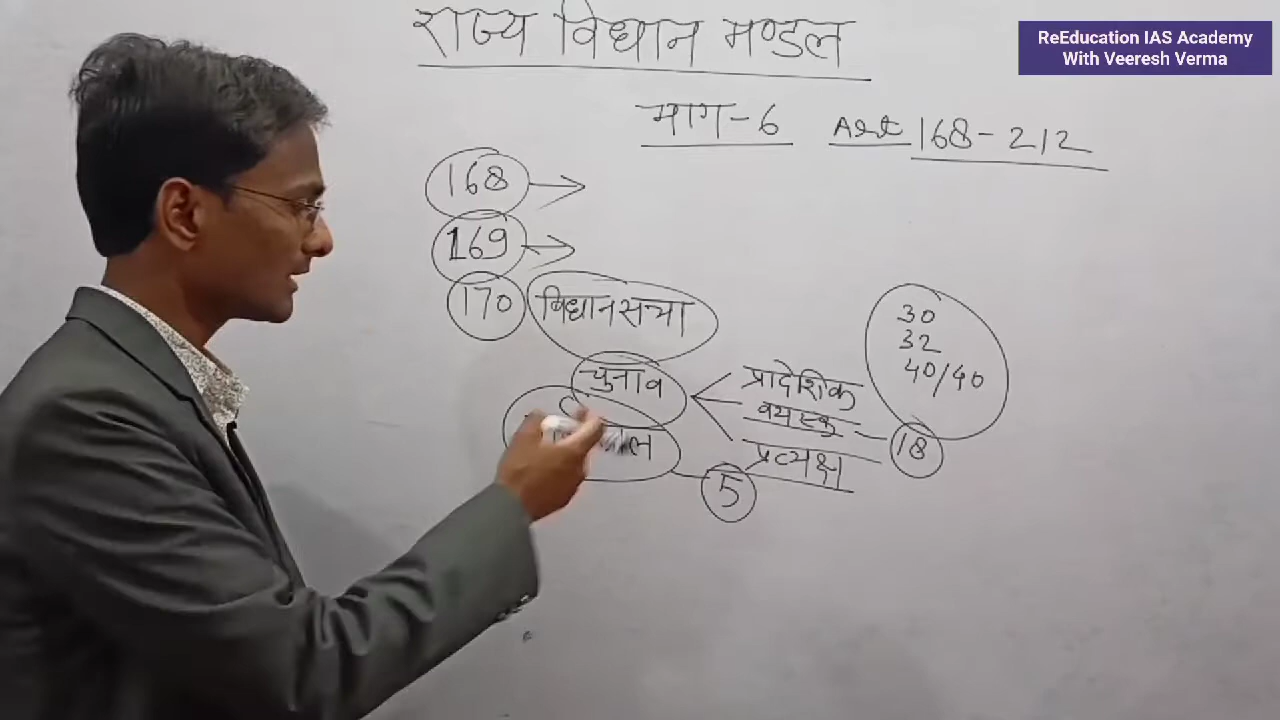 राज्य विधान मण्डल
ReEducation IAS Academy
With Veeresh Verma
भाग-6 Art 168-212
168 →
169 →
170 विधानसभा
30
32
40/40
चुनाव
प्रादेशिक
वयस्क - 18
प्रत्यक्ष
5